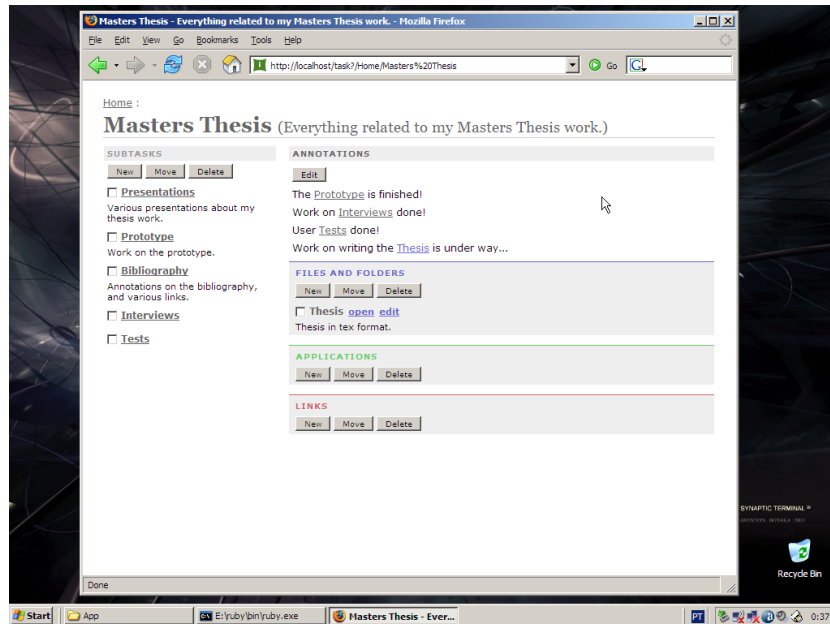 Masters Thesis - Everything related to my Masters Thesis work. - Mozilla Firefox
File Edit View Go Bookmarks Tools Help
http://localhost/task?/Home/Masters%20Thesis Go G
Home :
Masters Thesis (Everything related to my Masters Thesis work.)
SUBTASKS
New Move Delete
Presentations
Various presentations about my
thesis work.
Prototype
Work on the prototype.
Bibliography
Annotations on the bibliography,
and various links.
Interviews
Tests
ANNOTATIONS
Edit
The Prototype is finished!
Work on Interviews done!
User Tests done!
Work on writing the Thesis is under way...
FILES AND FOLDERS
New Move Delete
Thesis open edit
Thesis in tex format.
APPLICATIONS
New Move Delete
LINKS
New Move Delete
SYNAPTIC TERMINAL
Recycle Bin
Done
Start App E:\ruby\bin\ruby.exe Masters Thesis - Ever... PT 0:37